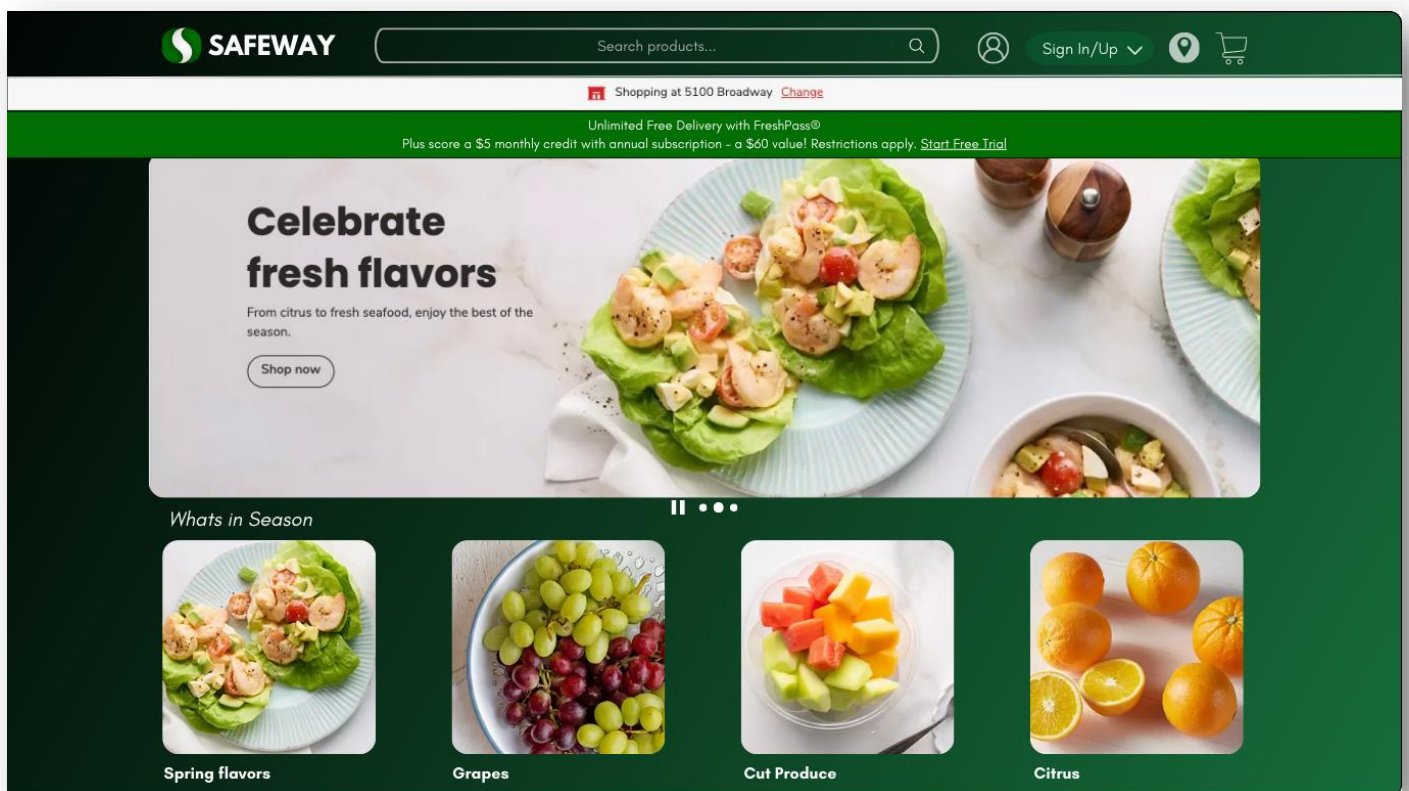 SAFEWAY
Search products...
Sign In/Up
Shopping at 5100 Broadway Change
Unlimited Free Delivery with FreshPass®
Plus score a $5 monthly credit with annual subscription - a $60 value! Restrictions apply. Start Free Trial
Celebrate
fresh flavors
From citrus to fresh seafood, enjoy the best of the
season.
Shop now
Whats in Season
Spring flavors
Grapes
Cut Produce
Citrus